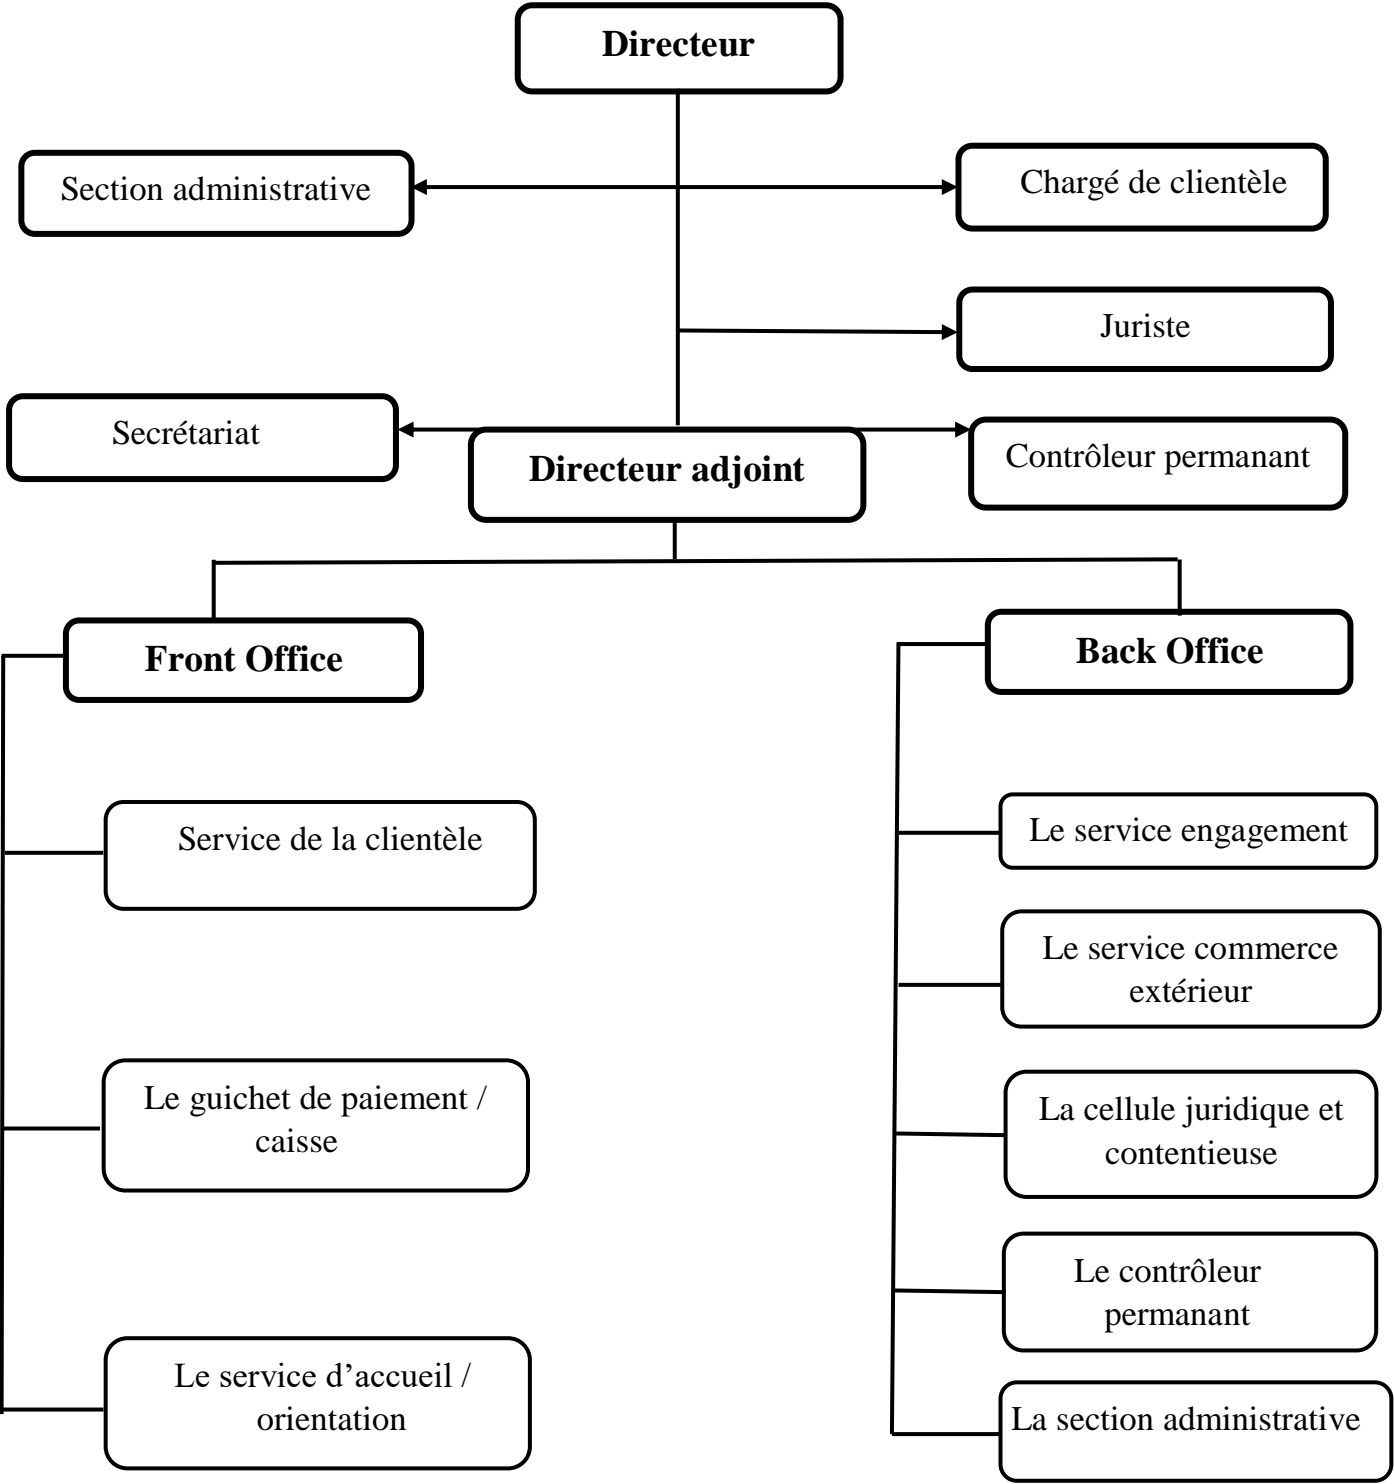 Directeur
Section administrative
Chargé de clientèle
Juriste
Secrétariat
Directeur adjoint
Contrôleur permanant
Front Office
Back Office
Service de la clientèle
Le guichet de paiement /
caisse
Le service d’accueil /
orientation
Le service engagement
Le service commerce
extérieur
La cellule juridique et
contentieuse
Le contrôleur
permanant
La section administrative